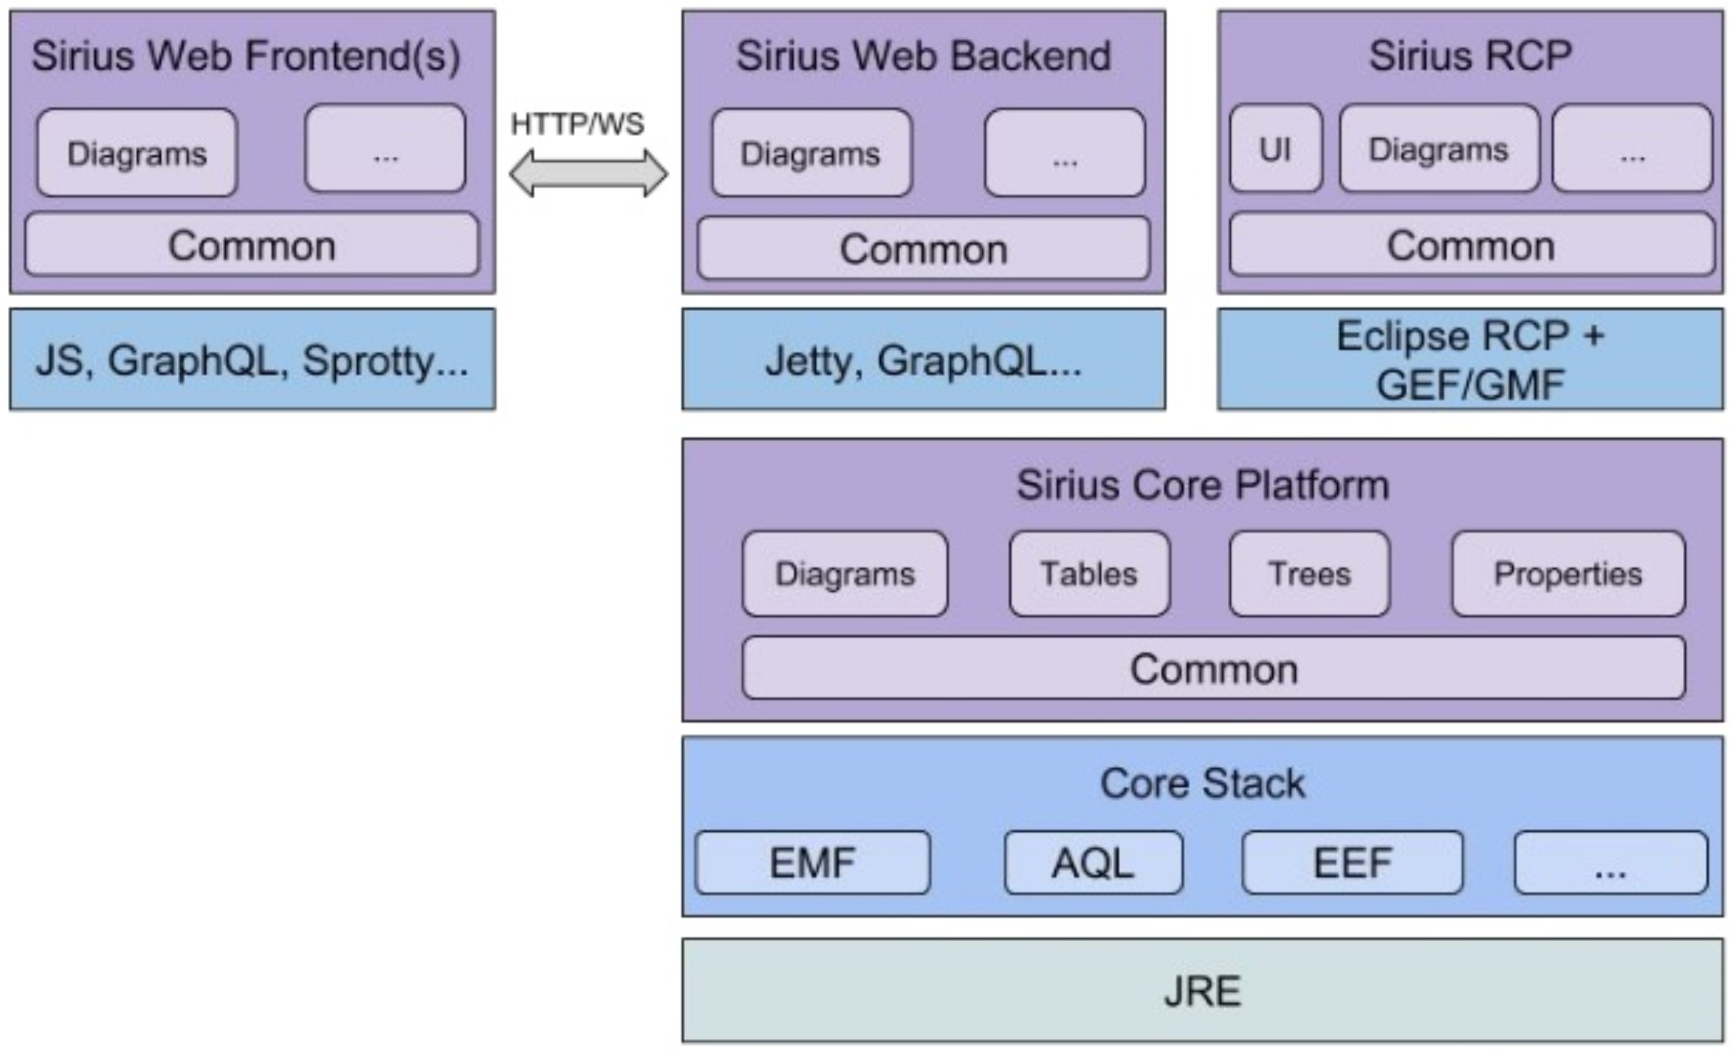 Sirius Web Frontend(s)
Diagrams
...
Common
JS, GraphQL, Sprotty...
HTTP/WS
Sirius Web Backend
Diagrams
...
Common
Jetty, GraphQL...
Sirius RCP
UI
Diagrams
...
Common
Eclipse RCP +
GEF/GMF
Sirius Core Platform
Diagrams
Tables
Trees
Properties
Common
Core Stack
EMF
AQL
EEF
...
JRE